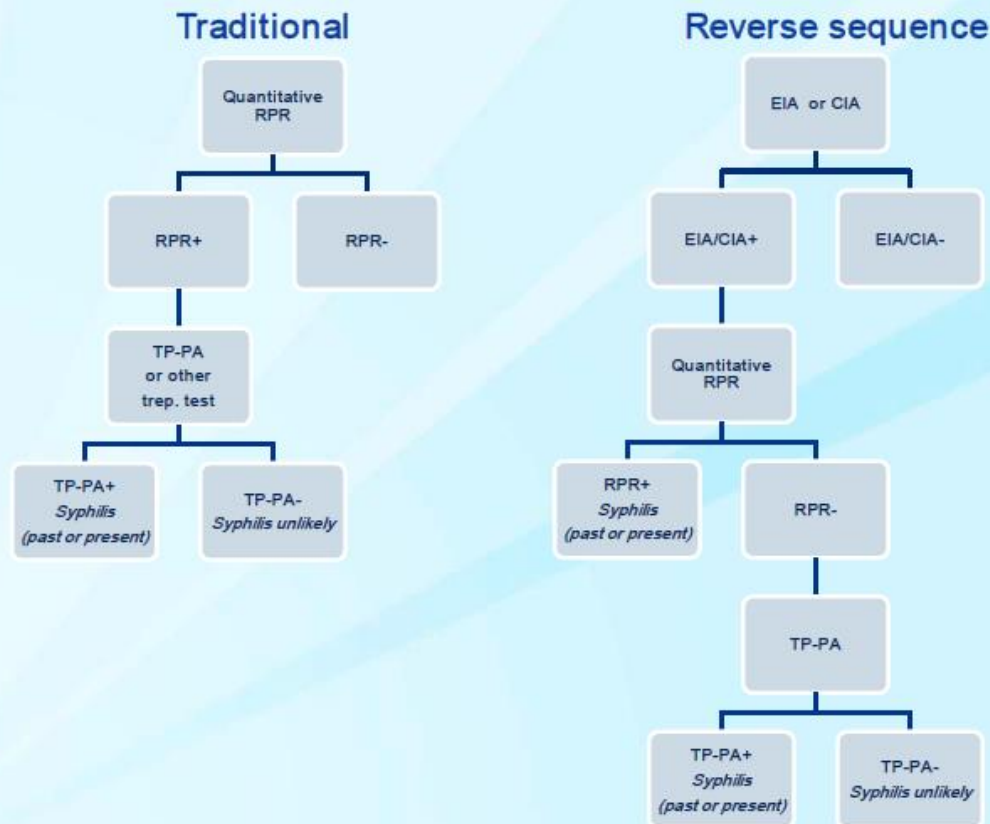 Traditional
Quantitative
RPR
RPR+
RPR-
TP-PA
or other
trep. test
TP-PA+
Syphilis
(past or present)
TP-PA-
Syphilis unlikely
Reverse sequence
EIA or CIA
EIA/CIA+
EIA/CIA-
Quantitative
RPR
RPR+
Syphilis
(past or present)
RPR-
TP-PA
TP-PA+
Syphilis
(past or present)
TP-PA-
Syphilis unlikely